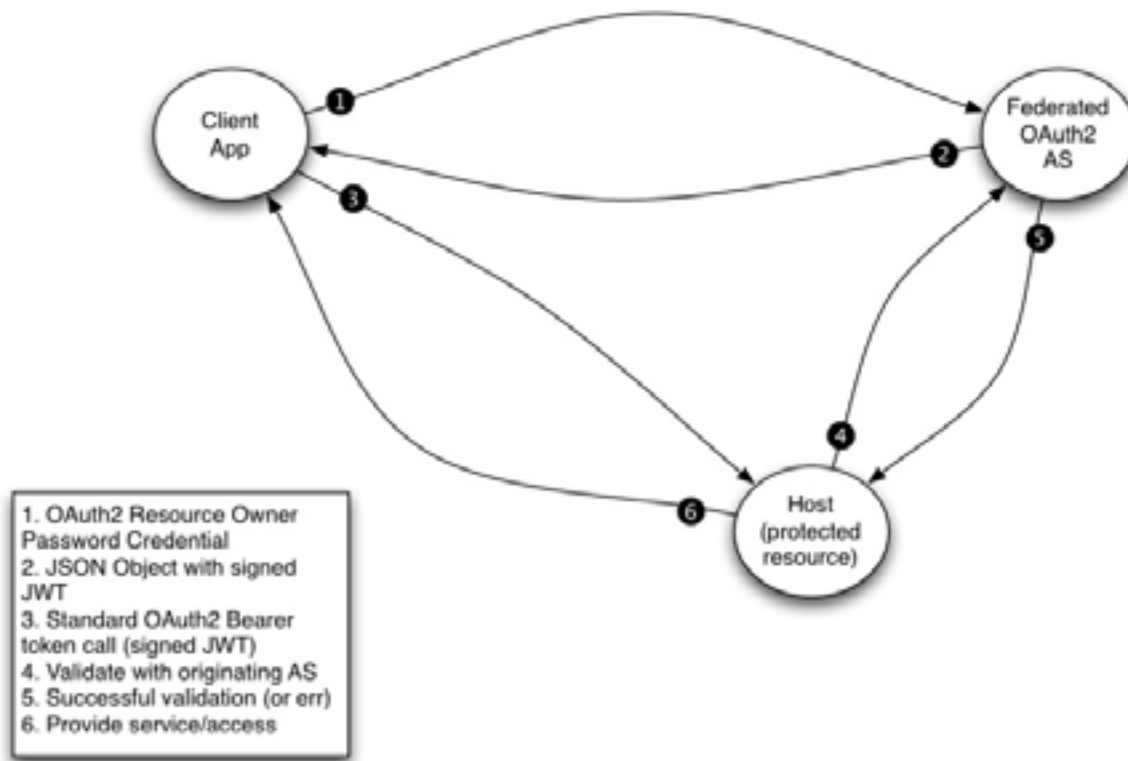 1
Client
App
Federated
OAuth2
AS
2
3
5
4
6
Host
(protected
resource)
1. OAuth2 Resource Owner
Password Credential
2. JSON Object with signed
JWT
3. Standard OAuth2 Bearer
token call (signed JWT)
4. Validate with originating AS
5. Successful validation (or err)
6. Provide service/access